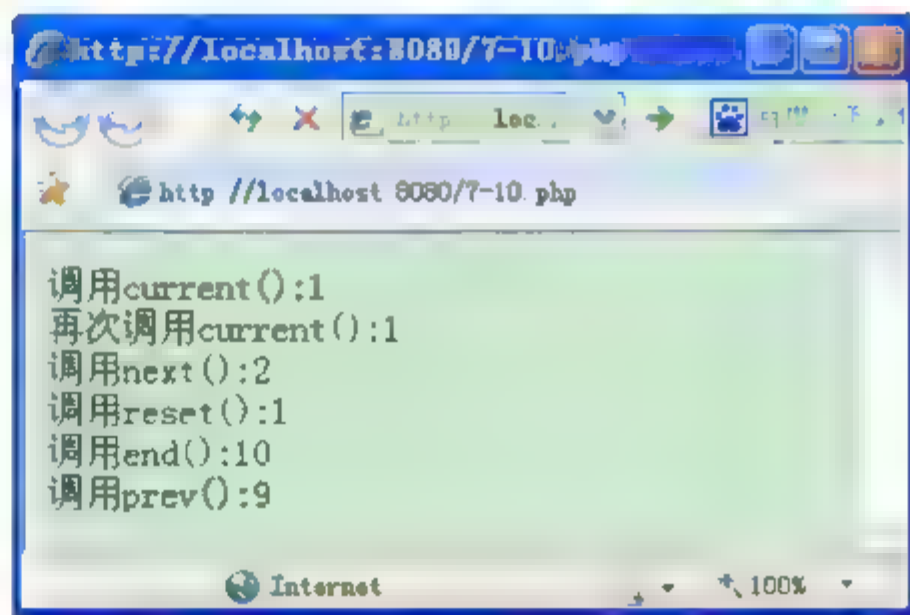 http://localhost:8080/7-10.php
http loc..
http //localhost 8080/7-10 php
调用current():1
再次调用current():1
调用next():2
调用reset():1
调用end():10
调用prev():9
Internet
100%